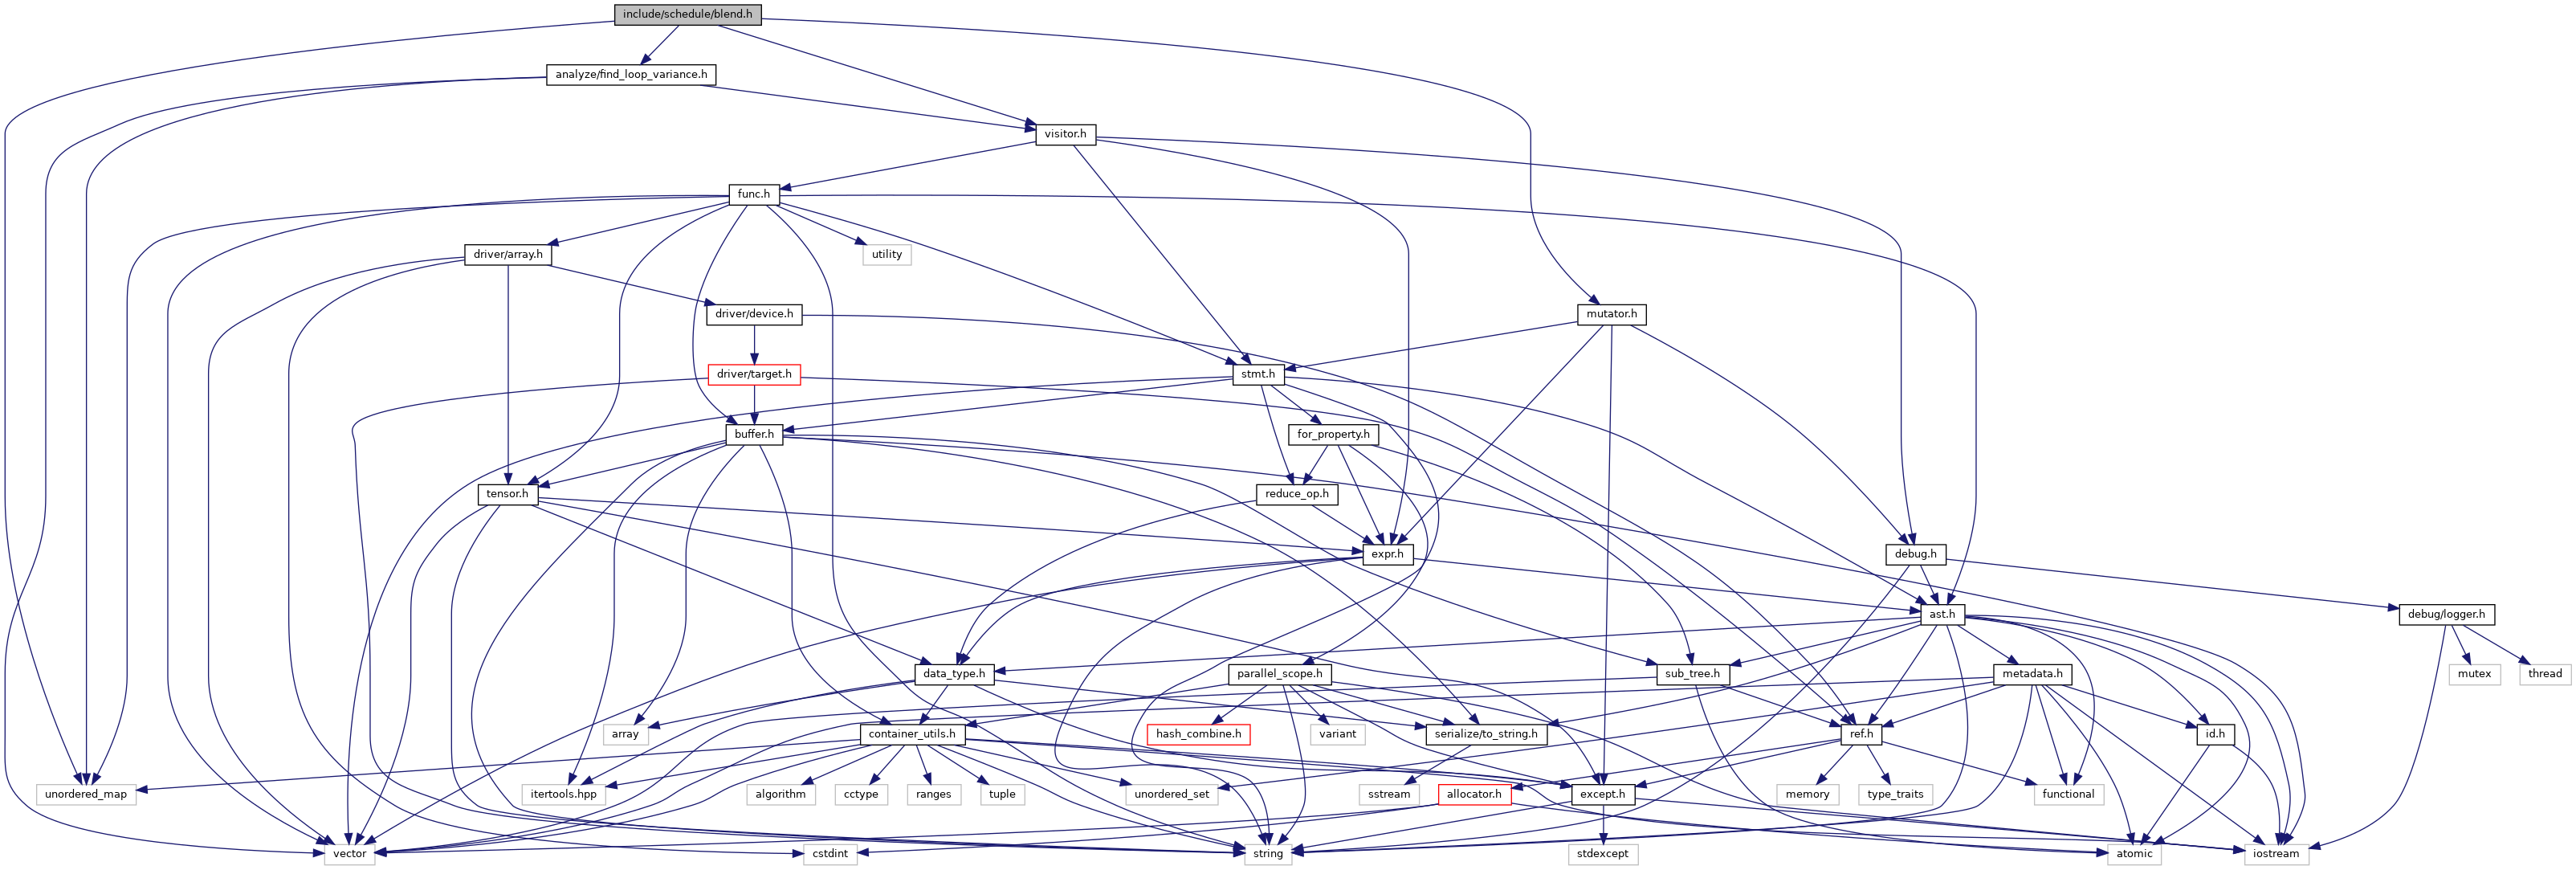 include/schedule/blend.h
analyze/find_loop_variance.h
visitor.h
func.h
driver/array.h
utility
driver/device.h
mutator.h
driver/target.h
stmt.h
buffer.h
for_property.h
tensor.h
reduce_op.h
expr.h
debug.h
ast.h
debug/logger.h
data_type.h
parallel_scope.h
sub_tree.h
metadata.h
mutex
thread
array
container_utils.h
hash_combine.h
variant
serialize/to_string.h
ref.h
id.h
unordered_map
itertools.hpp
algorithm
cctype
ranges
tuple
unordered_set
sstream
allocator.h
except.h
memory
type_traits
functional
vector
cstdint
string
stdexcept
atomic
iostream